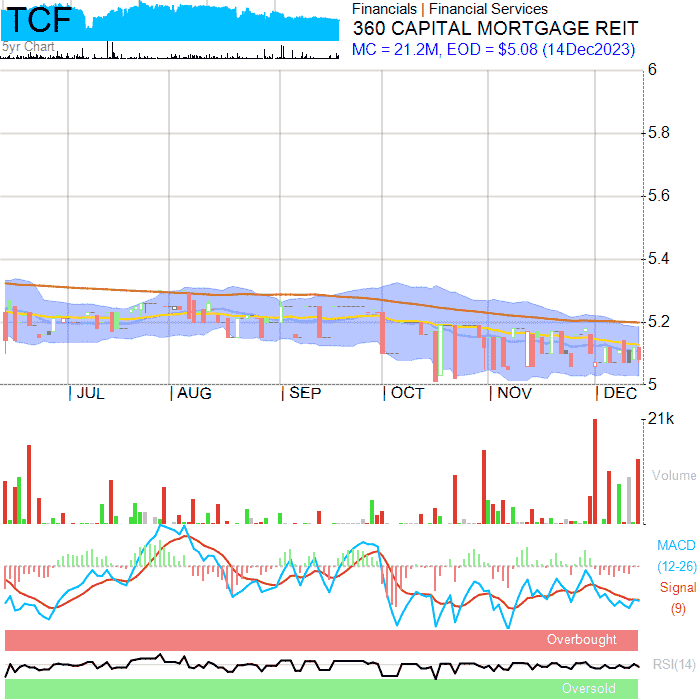 TCF
5yr Chart
Financials | Financial Services
360 CAPITAL MORTGAGE REIT
MC = 21.2M, EOD = $5.08 (14Dec2023)
6
5.8
5.6
5.4
5.2
5
| JUL | AUG | SEP | OCT | NOV | DEC
21k
Volume
MACD
(12-26)
Signal
(9)
Overbought
RSI(14)
Oversold